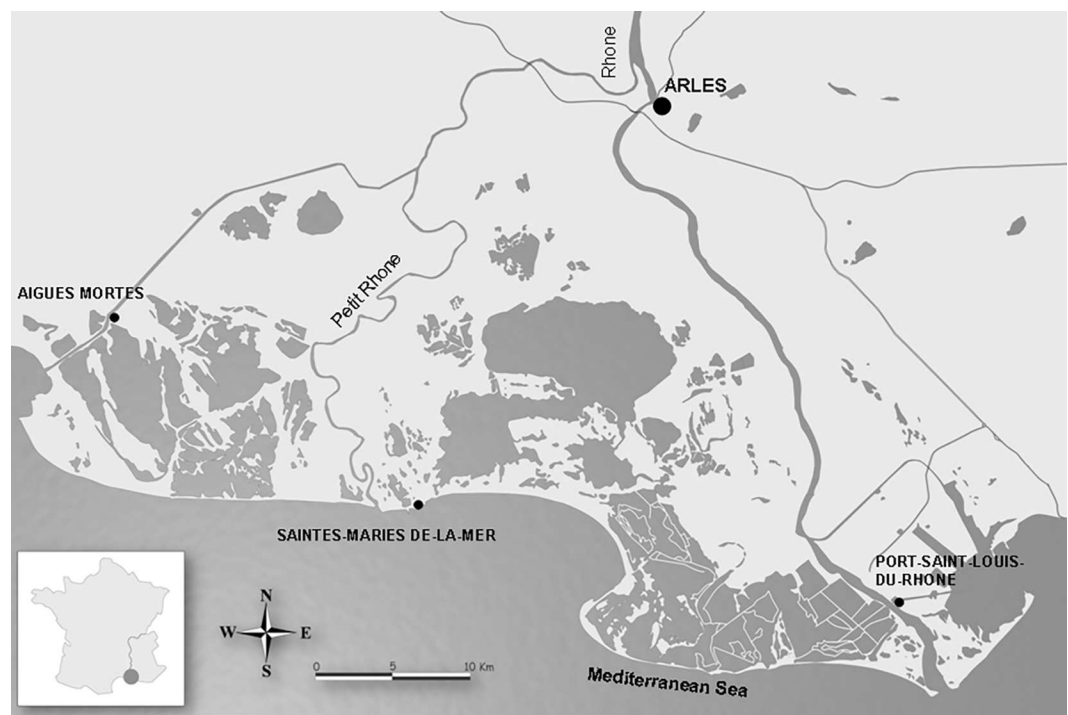 Rhone
ARLES
Petit Rhone
AIGUES MORTES
SAINTES-MARIES DE-LA-MER
PORT-SAINT-LOUIS-
DU-RHONE
N
W E
S
0 5 10 Km
Mediterranean Sea